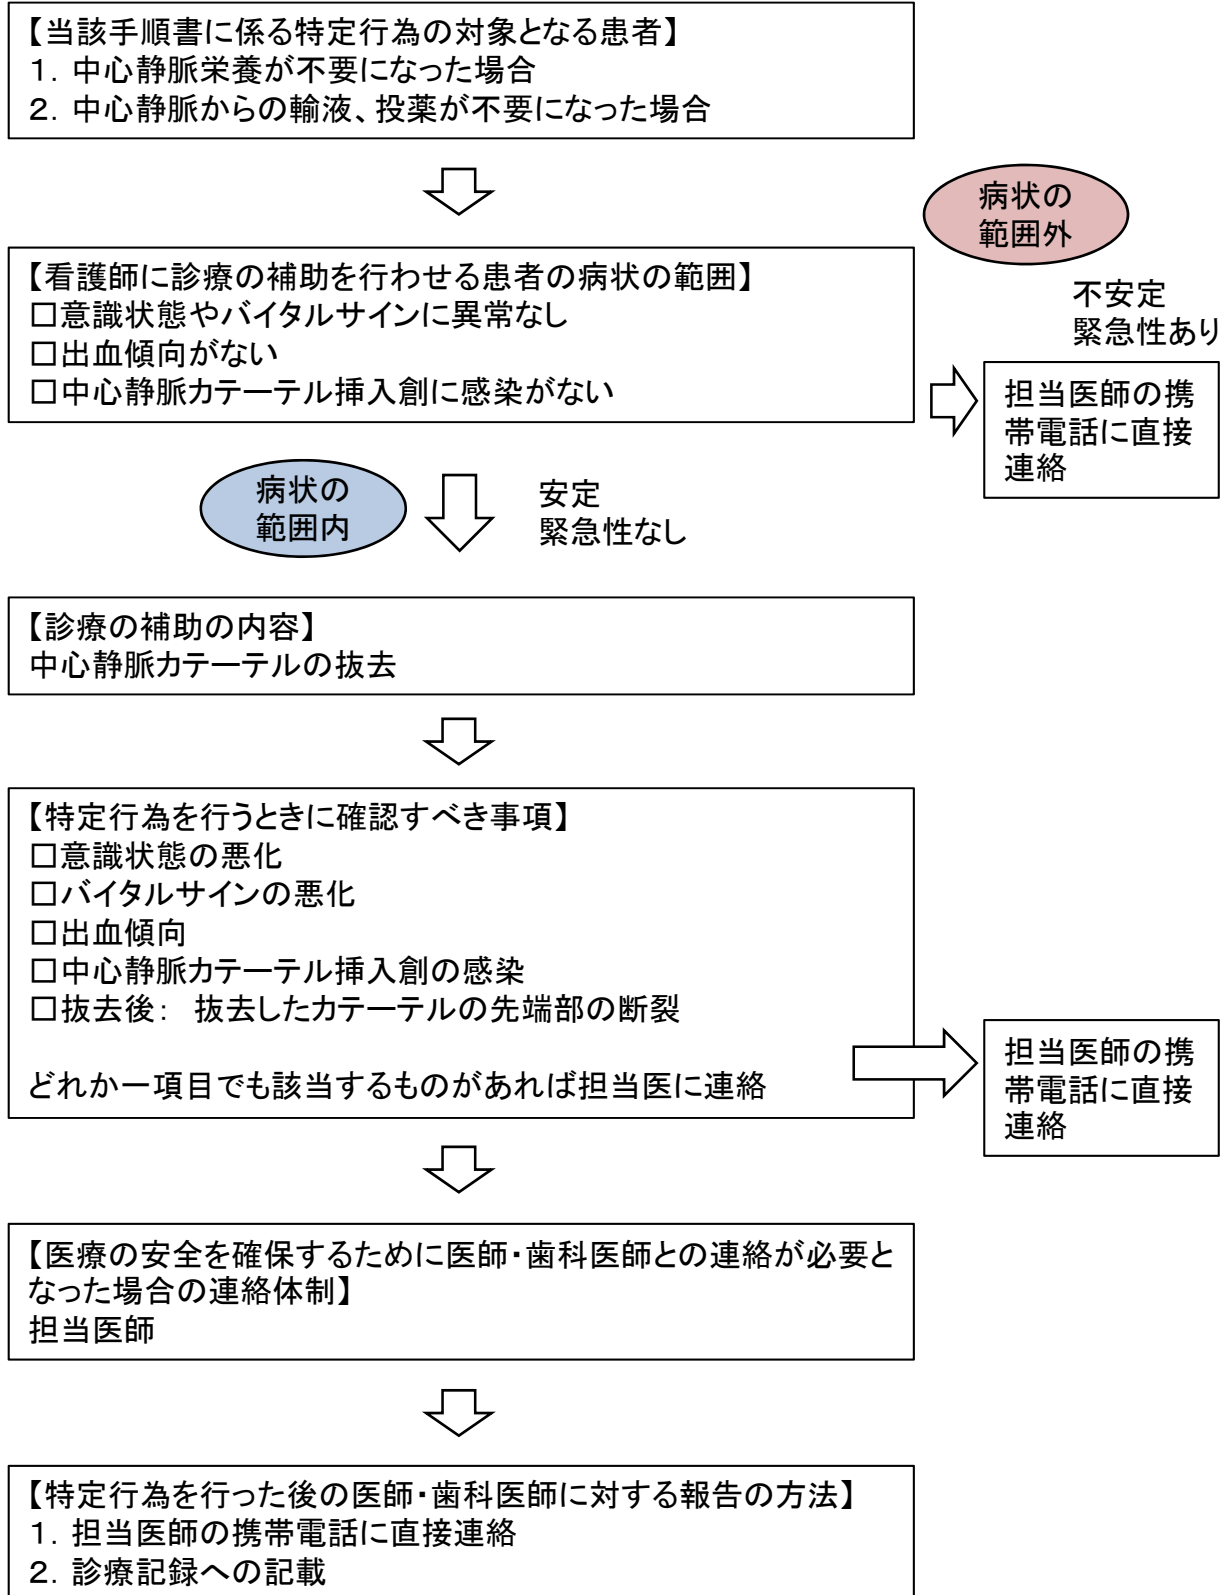 【当該手順書に係る特定行為の対象となる患者】
１．中心静脈栄養が不要になった場合
２．中心静脈からの輸液、投薬が不要になった場合
病状の
範囲外
【看護師に診療の補助を行わせる患者の病状の範囲】
□意識状態やバイタルサインに異常なし
□出血傾向がない
□中心静脈カテーテル挿入創に感染がない
不安定
緊急性あり
担当医師の携
帯電話に直接
連絡
病状の
範囲内
安定
緊急性なし
【診療の補助の内容】
中心静脈カテーテルの抜去
【特定行為を行うときに確認すべき事項】
□意識状態の悪化
□バイタルサインの悪化
□出血傾向
□中心静脈カテーテル挿入創の感染
□抜去後： 抜去したカテーテルの先端部の断裂
どれか一項目でも該当するものがあれば担当医に連絡
担当医師の携
帯電話に直接
連絡
【医療の安全を確保するために医師・歯科医師との連絡が必要と
なった場合の連絡体制】
担当医師
【特定行為を行った後の医師・歯科医師に対する報告の方法】
１．担当医師の携帯電話に直接連絡
２．診療記録への記載